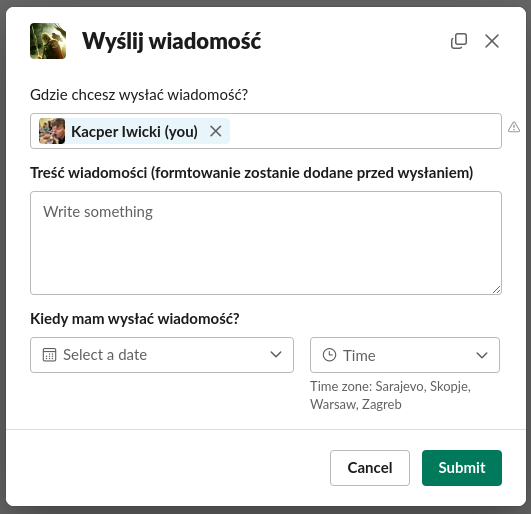 Wyślij wiadomość
Gdzie chcesz wysłać wiadomość?
Kacper Iwicki (you)
Treść wiadomości (formtowanie zostanie dodane przed wysłaniem)
Write something
Kiedy mam wysłać wiadomość?
Select a date
Time
Time zone: Sarajevo, Skopje,
Warsaw, Zagreb
Cancel
Submit